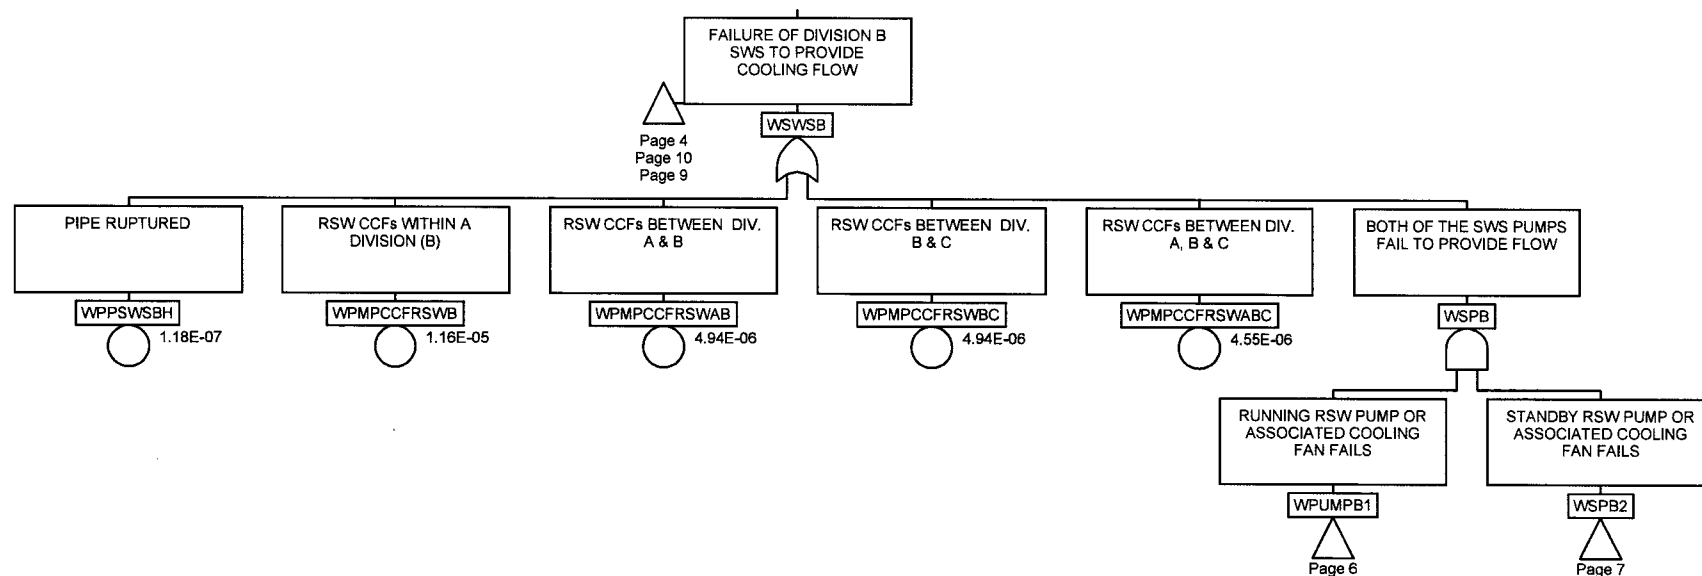 FAILURE OF DIVISION B
SWS TO PROVIDE
COOLING FLOW
WSWSB
Page 4
Page 10
Page 9
PIPE RUPTURED
WPPSWSBH
1.18E-07
RSW CCFs WITHIN A
DIVISION (B)
WPMPCCFRSWB
1.16E-05
RSW CCFs BETWEEN DIV.
A & B
WPMPCCFRSWAB
4.94E-06
RSW CCFs BETWEEN DIV.
B & C
WPMPCCFRSWBC
4.94E-06
RSW CCFs BETWEEN DIV.
A, B & C
WPMPCCFRSWABC
4.55E-06
BOTH OF THE SWS PUMPS
FAIL TO PROVIDE FLOW
WSPB
RUNNING RSW PUMP OR
ASSOCIATED COOLING
FAN FAILS
WPUMPB1
Page 6
STANDBY RSW PUMP OR
ASSOCIATED COOLING
FAN FAILS
WSPB2
Page 7